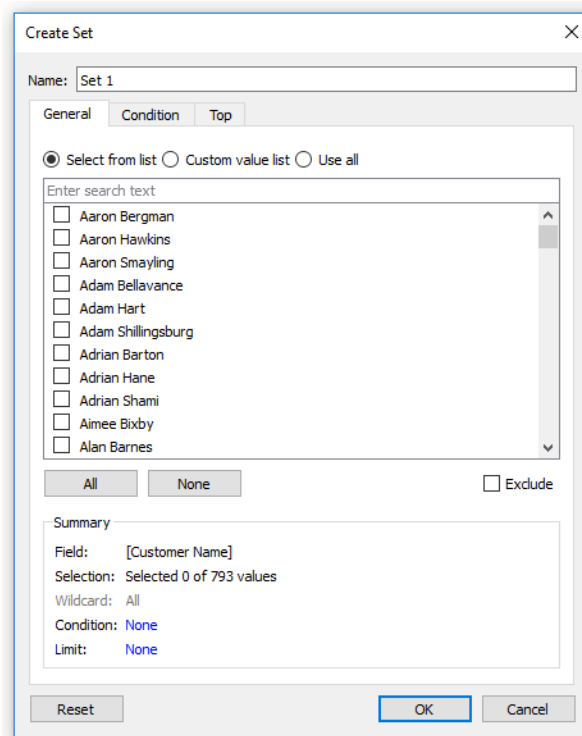 Create Set
Name: Set 1
General Condition Top
Select from list Custom value list Use all
Enter search text
Aaron Bergman
Aaron Hawkins
Aaron Smayling
Adam Bellavance
Adam Hart
Adam Shillingsburg
Adrian Barton
Adrian Hane
Adrian Shami
Aimee Bixby
Alan Barnes
All None Exclude
Summary
Field: [Customer Name]
Selection: Selected 0 of 793 values
Wildcard: All
Condition: None
Limit: None
Reset OK Cancel